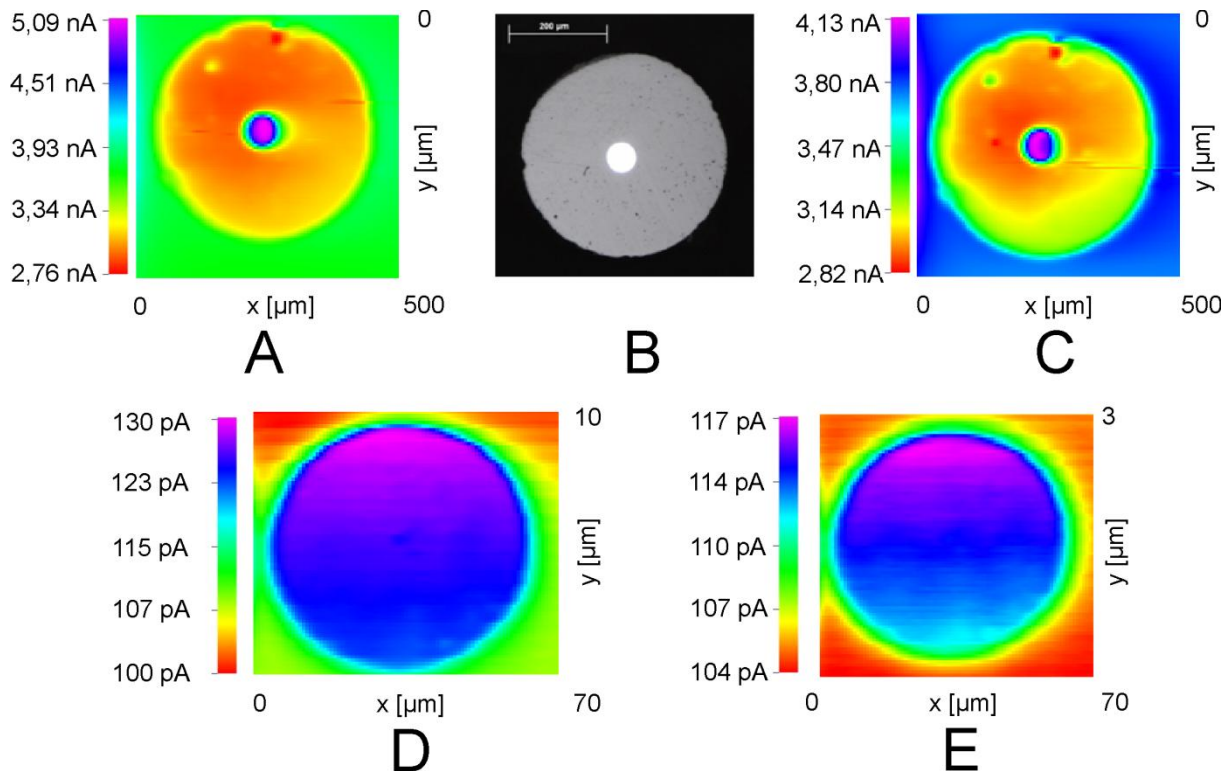 5,09 nA
4,51 nA
3,93 nA
3,34 nA
2,76 nA
0
y [µm]
0
x [µm]
500
A
200 µm
B
4,13 nA
3,80 nA
3,47 nA
3,14 nA
2,82 nA
0
y [µm]
0
x [µm]
500
C
130 pA
123 pA
115 pA
107 pA
100 pA
10
y [µm]
0
x [µm]
70
D
117 pA
114 pA
110 pA
107 pA
104 pA
3
y [µm]
0
x [µm]
70
E